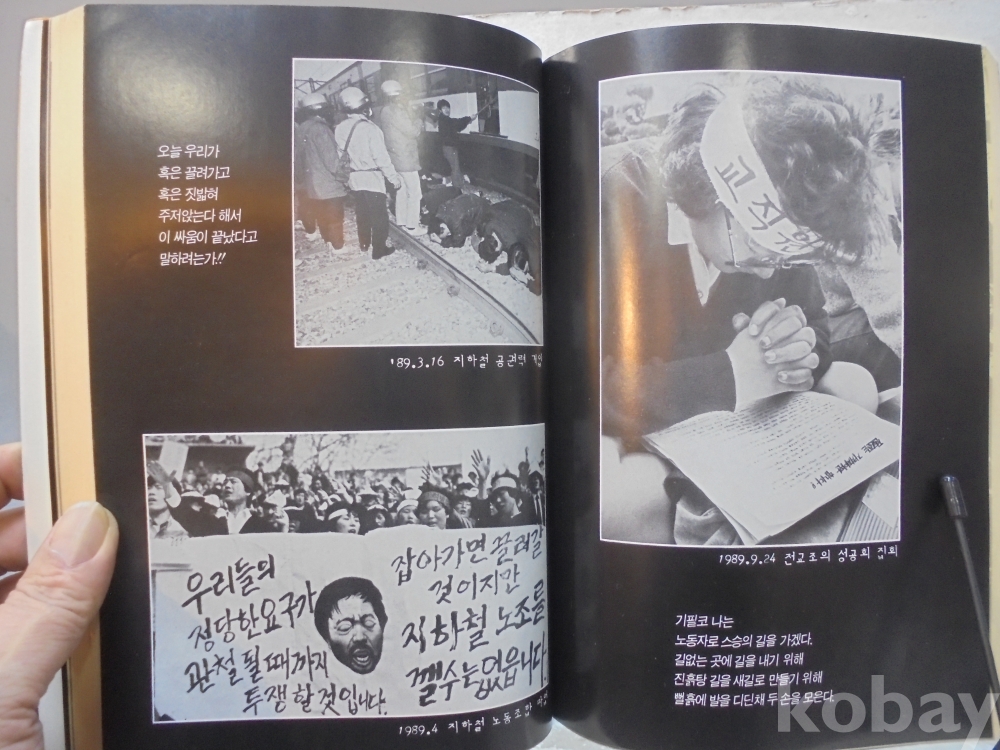 오늘 우리가
혹은 끌려가고
혹은 짓밟혀
주저앉는다 해서
이 싸움이 끝났다고
말하려는가!!
'89.3.16 지하철 공권력
우리들의
정당한 요구가
관철될 때까지
투쟁할 것입니다.
잡아가면 끌려갈
것이지만
지하철 노조를
깰수는 없읍니다.
1989.4 지하철 노동조합
교직원
1989.9.24 전교조의 성공회 집회
기필코 나는
노동자로 스승의 길을 가겠다.
길없는 곳에 길을 내기 위해
진흙탕 길을 새길로 만들기 위해
뻘흙에 발을 디딘채 두 손을 모은다.
kobay